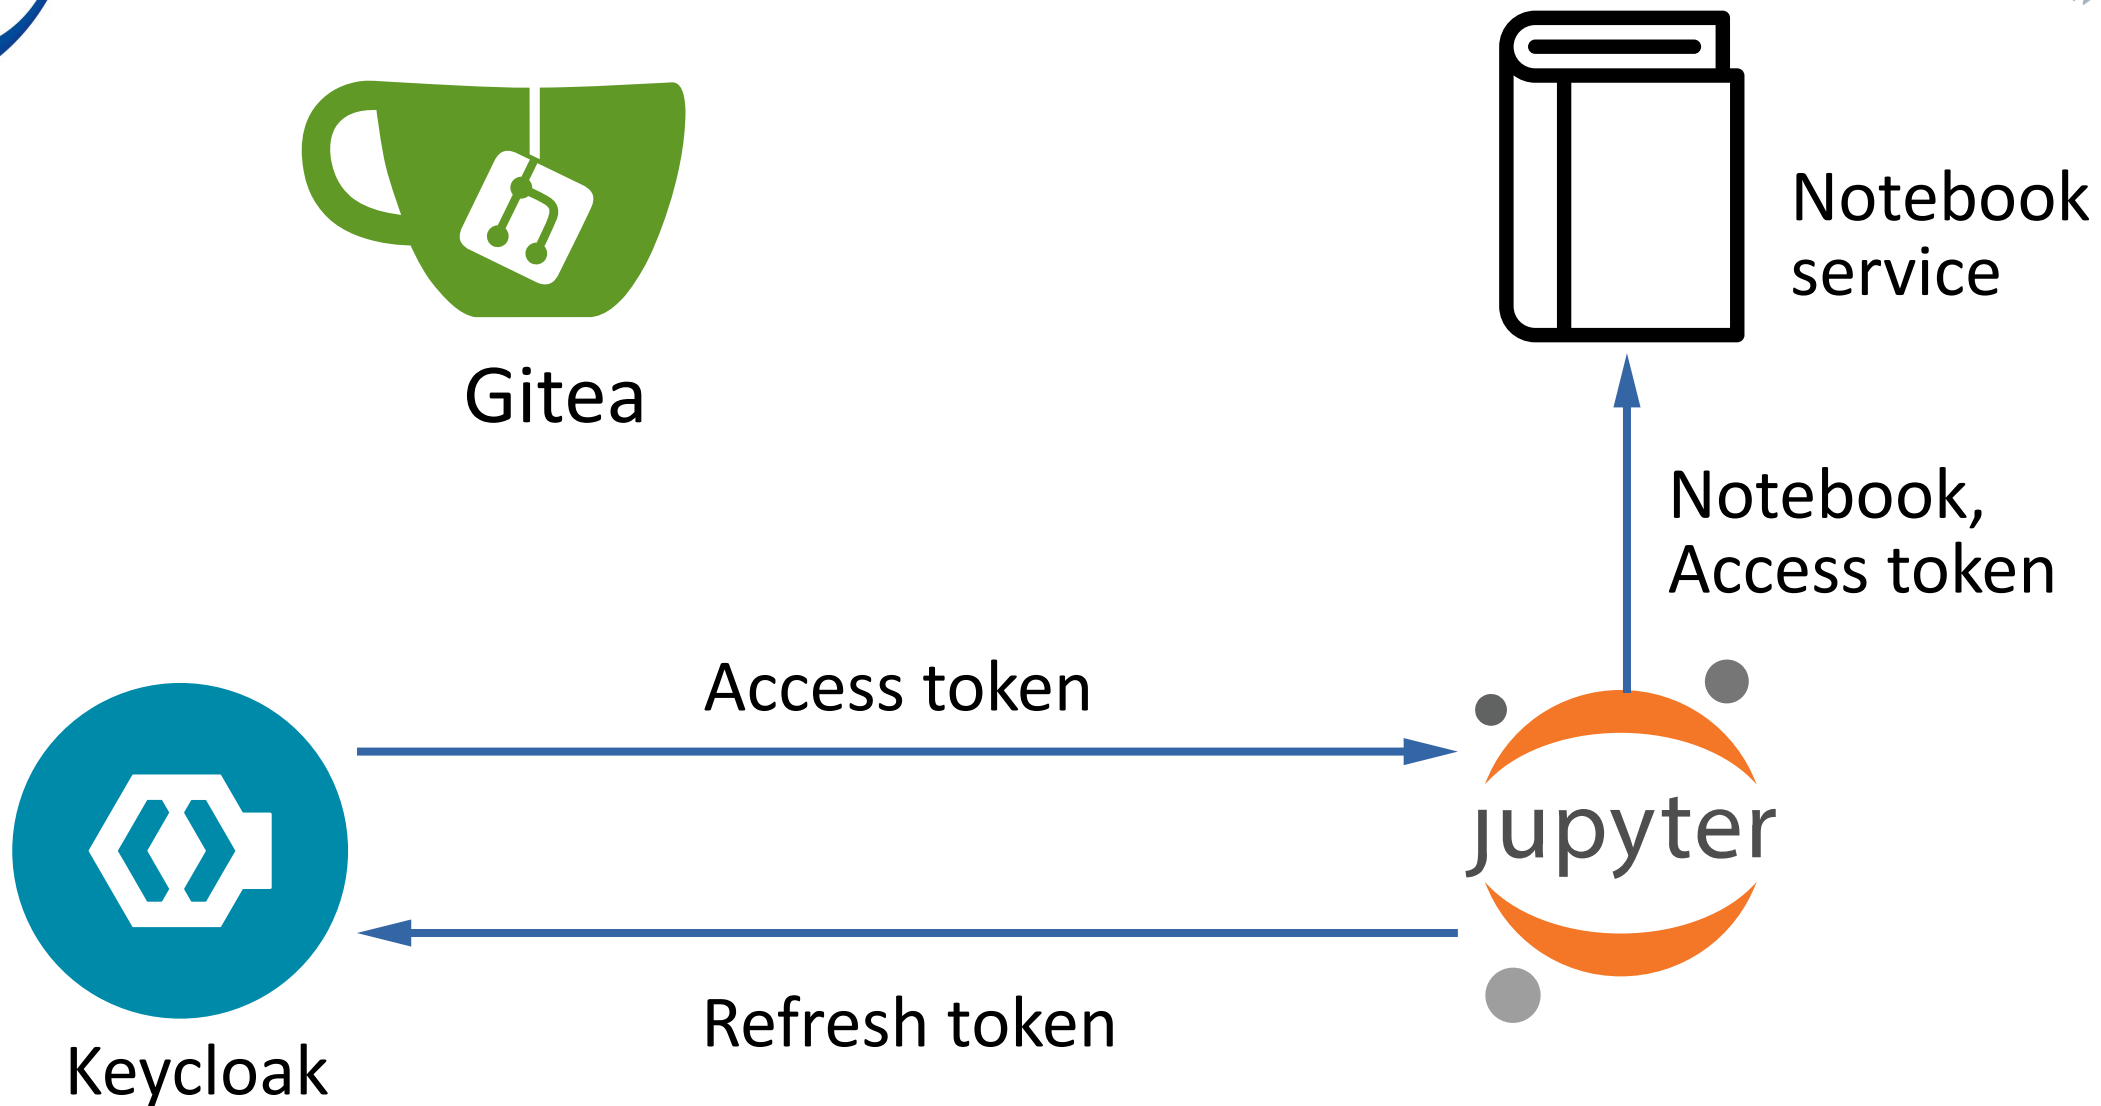 Notebook
service
Gitea
Notebook,
Access token
Access token
jupyter
Refresh token
Keycloak